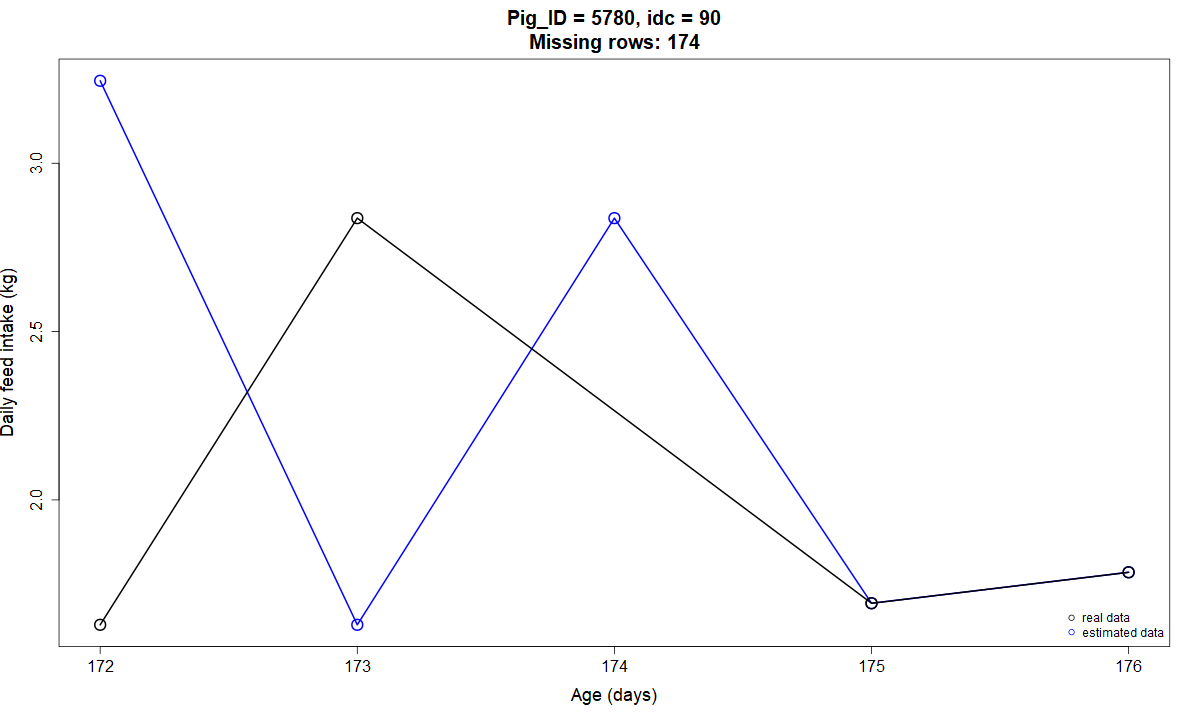 Pig_ID = 5780, idc = 90
Missing rows: 174
Daily feed intake (kg)
3.0
2.5
2.0
172 173 174 175 176
Age (days)
real data
estimated data